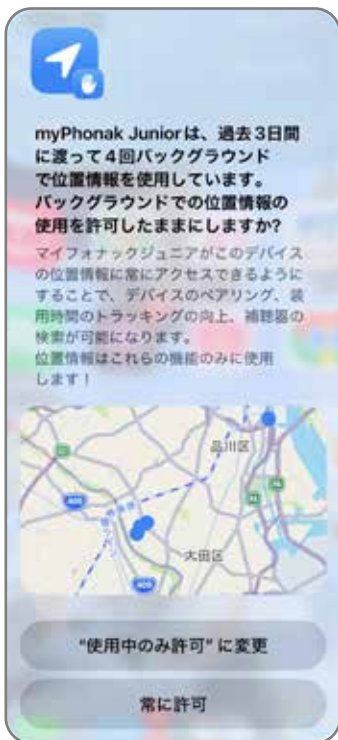 myPhonak Juniorは、過去3日間
に渡って4回バックグラウンド
で位置情報を使用しています。
バックグラウンドでの位置情報の
使用を許可したままにしますか?
マイフォナックジュニアがこのデバイス
の位置情報に常にアクセスできるように
することで、デバイスのペアリング、装
用時間のトラッキングの向上、補聴器の
検索が可能になります。
位置情報はこれらの機能のみに使用
します！
品川区
409
大田区
409
"使用中のみ許可" に変更
常に許可